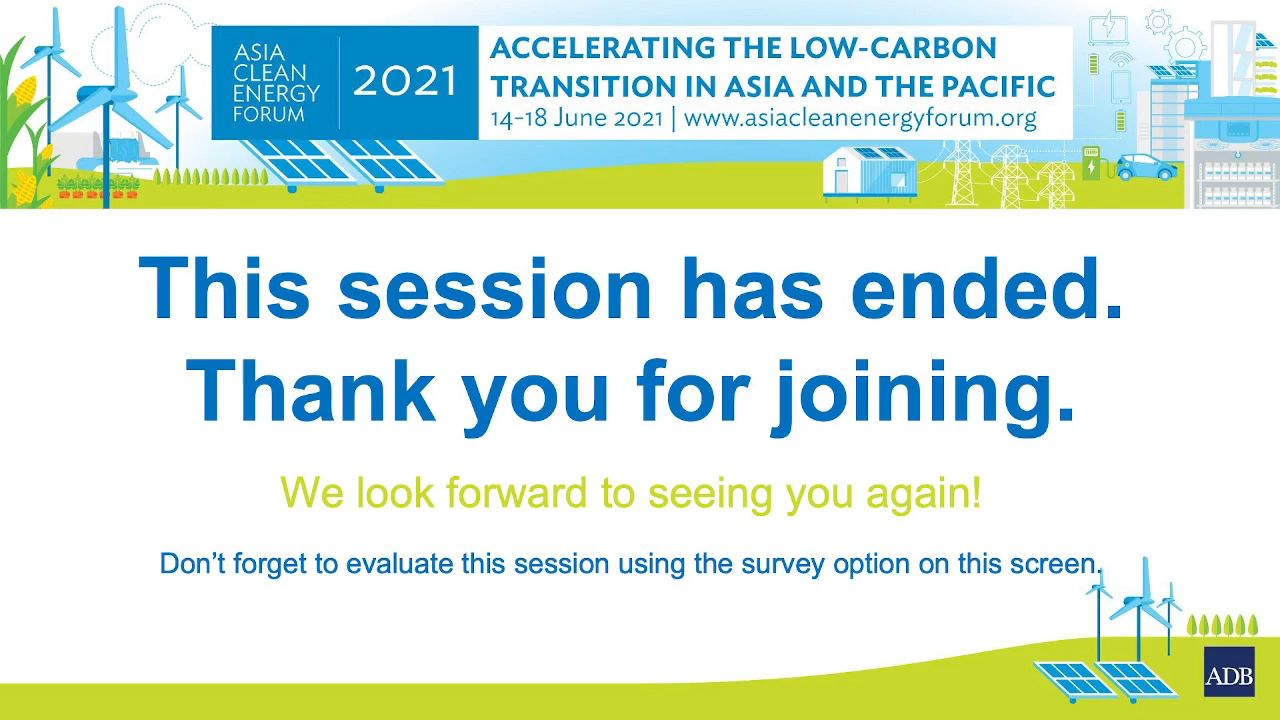 ASIA
CLEAN
ENERGY
FORUM
2021
ACCELERATING THE LOW-CARBON
TRANSITION IN ASIA AND THE PACIFIC
14-18 June 2021 | www.asiacleanenergyforum.org
This session has ended.
Thank you for joining.
We look forward to seeing you again!
Don’t forget to evaluate this session using the survey option on this screen.
ADB